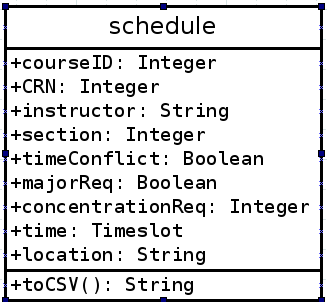 schedule
+courseID: Integer
+CRN: Integer
+instructor: String
+section: Integer
+timeConflict: Boolean
+majorReq: Boolean
+concentrationReq: Integer
+time: Timeslot
+location: String
+toCSV(): String